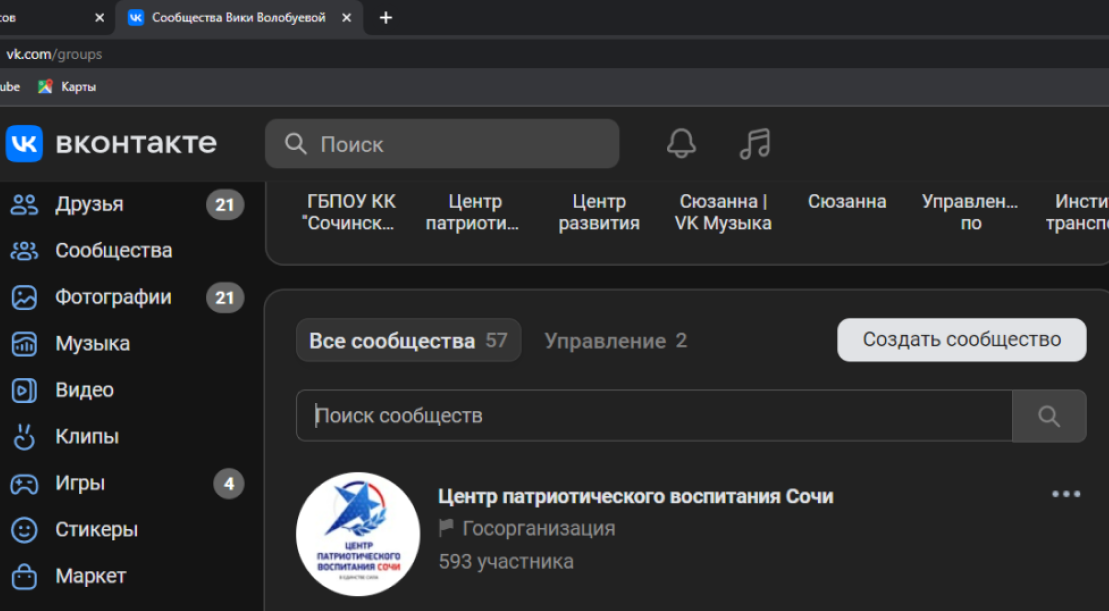 сов
Сообщества Вики Волобуевой
vk.com/groups
ube Карты
вконтакте
Поиск
Друзья 21
Сообщества
Фотографии 21
Музыка
Видео
Клипы
Игры 4
Стикеры
Маркет
ГБПОУ КК
"Сочинск...
Центр
патриоти...
Центр
развития
Сюзанна |
VK Музыка
Сюзанна
Управлен...
по
Инсти
трансп
Все сообщества 57
Управление 2
Создать сообщество
Поиск сообществ
ЦЕНТР
ПАТРИОТИЧЕСКОГО
ВОСПИТАНИЯ СОЧИ
В ЕДИНСТВЕ СИЛА
Центр патриотического воспитания Сочи
Госорганизация
593 участника